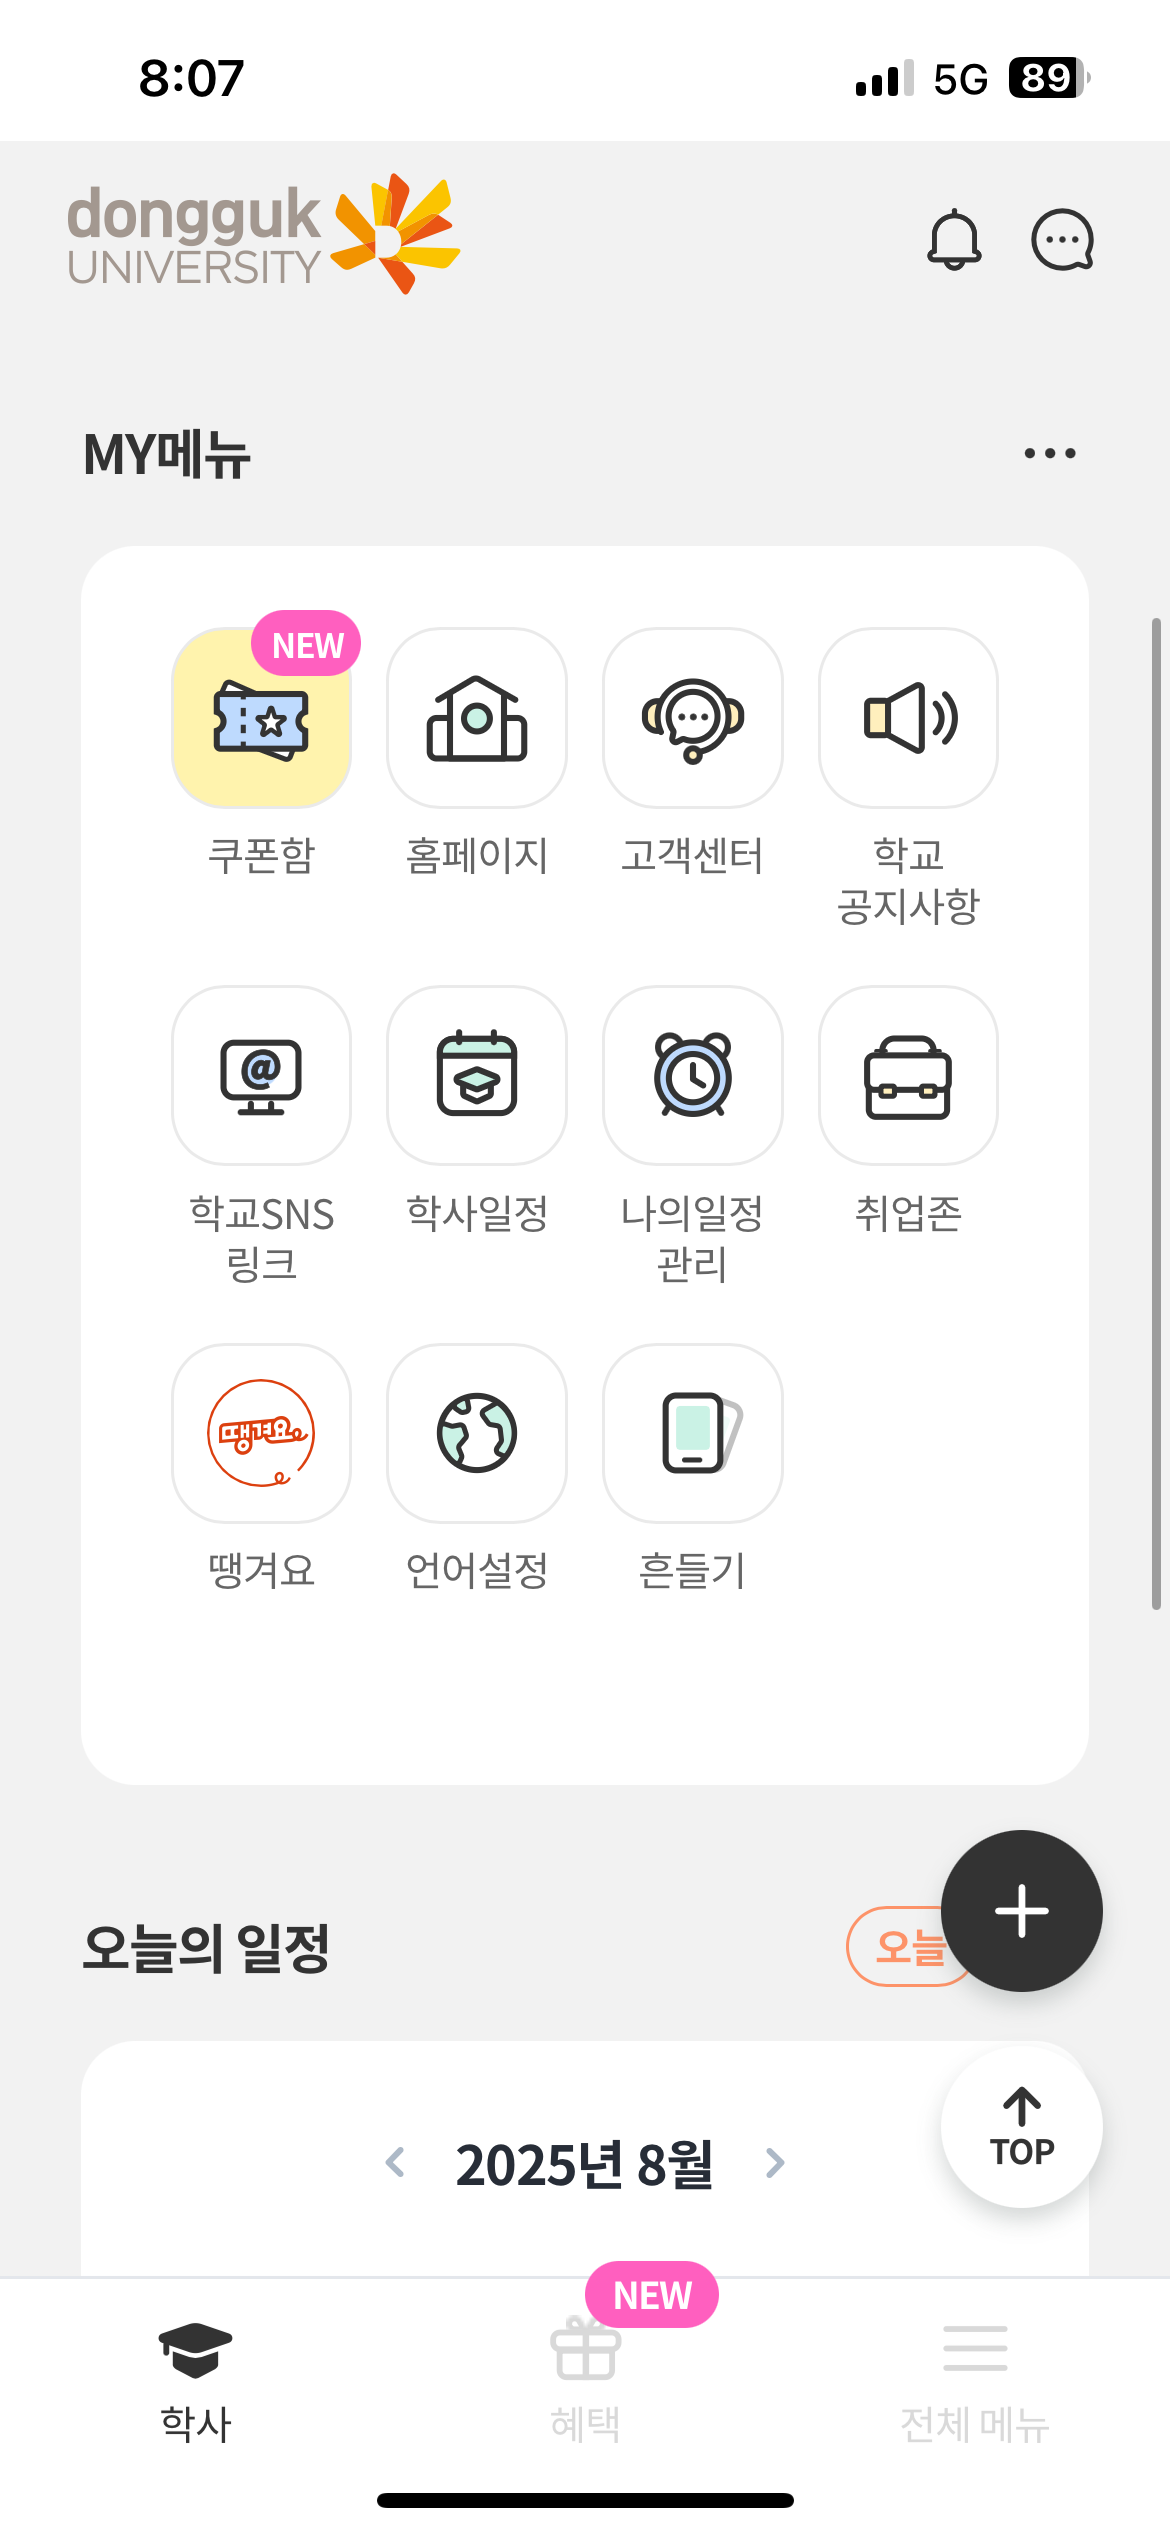 8:07
5G
89
dongguk
UNIVERSITY
MY메뉴
NEW
쿠폰함
홈페이지
고객센터
학교
공지사항
@
학교SNS
링크
학사일정
나의일정
관리
취업존
땡겨요
땡겨요
언어설정
흔들기
오늘의 일정
오늘
TOP
2025년 8월
NEW
학사
혜택
전체 메뉴